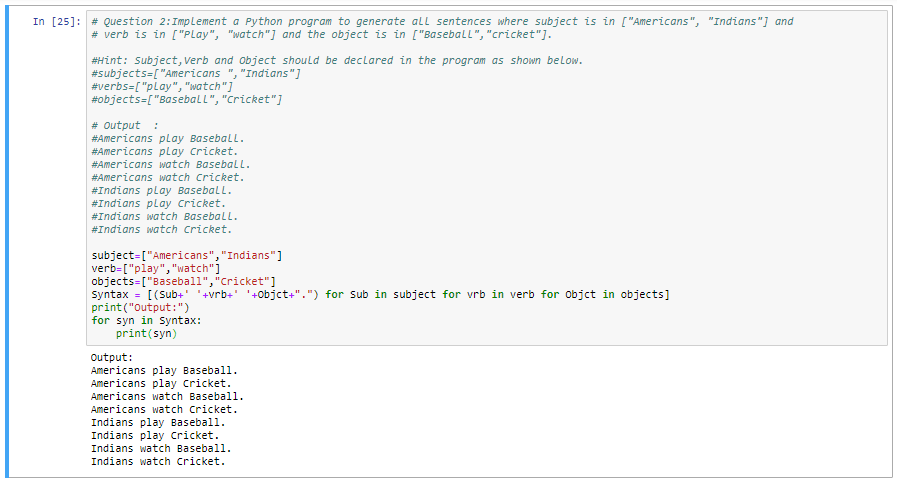 In [25]: # Question 2:Implement a Python program to generate all sentences where subject is in ["Americans", "Indians"] and
# verb is in ["Play", "watch"] and the object is in ["Baseball","cricket"].

#Hint: Subject,Verb and Object should be declared in the program as shown below.
#subjects=["Americans ","Indians"]
#verbs=["play","watch"]
#objects=["Baseball","Cricket"]

# Output  :
#Americans play Baseball.
#Americans play Cricket.
#Americans watch Baseball.
#Americans watch Cricket.
#Indians play Baseball.
#Indians play Cricket.
#Indians watch Baseball.
#Indians watch Cricket.

subject=["Americans","Indians"]
verb=["play","watch"]
objects=["Baseball","Cricket"]
Syntax = [(Sub+' '+vrb+' '+Objct+".") for Sub in subject for vrb in verb for Objct in objects]
print("Output:")
for syn in Syntax:
    print(syn)

Output:
Americans play Baseball.
Americans play Cricket.
Americans watch Baseball.
Americans watch Cricket.
Indians play Baseball.
Indians play Cricket.
Indians watch Baseball.
Indians watch Cricket.